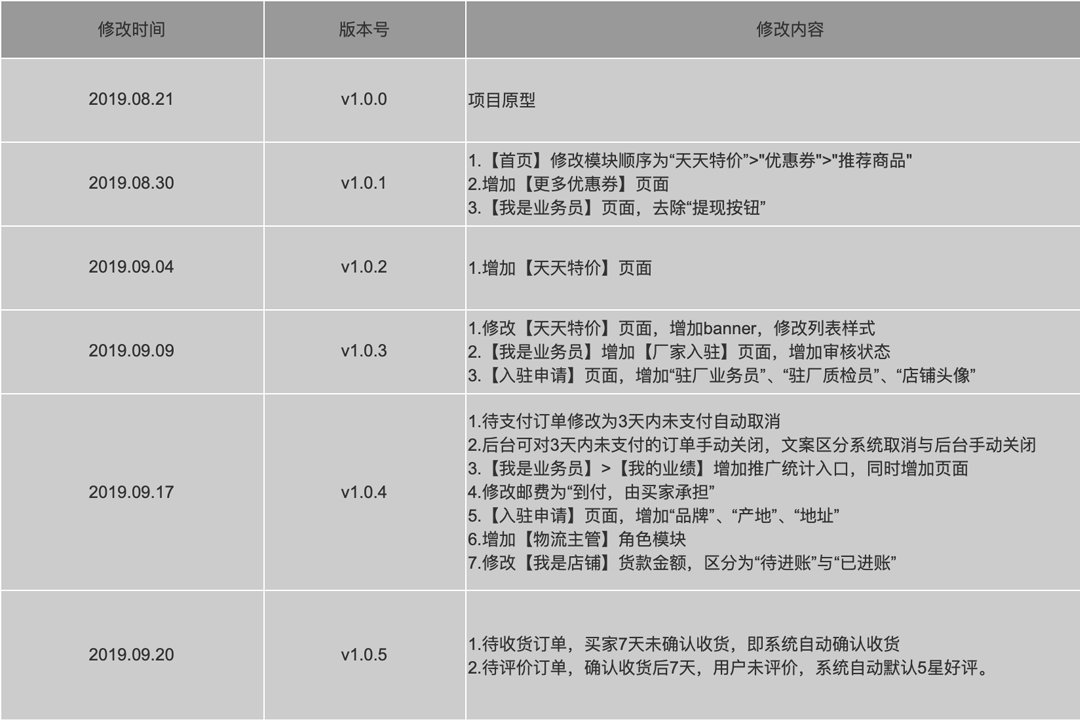 修改时间 版本号 修改内容
2019.08.21 v1.0.0 项目原型
1.【首页】修改模块顺序为“天天特价”>"优惠券">"推荐商品"
2019.08.30 v1.0.1 2.增加【更多优惠券】页面
3.【我是业务员】页面，去除“提现按钮”
2019.09.04 v1.0.2 1.增加【天天特价】页面
1.修改【天天特价】页面，增加banner，修改列表样式
2019.09.09 v1.0.3 2.【我是业务员】增加【厂家入驻】页面，增加审核状态
3.【入驻申请】页面，增加“驻厂业务员”、“驻厂质检员”、“店铺头像”
1.待支付订单修改为3天内未支付自动取消
2.后台可对3天内未支付的订单手动关闭，文案区分系统取消与后台手动关闭
3.【我是业务员】>【我的业绩】增加推广统计入口，同时增加页面
2019.09.17 v1.0.4 4.修改邮费为“到付，由买家承担”
5.【入驻申请】页面，增加“品牌”、“产地”、“地址”
6.增加【物流主管】角色模块
7.修改【我是店铺】货款金额，区分为“待进账”与“已进账”
1.待收货订单，买家7天未确认收货，即系统自动确认收货
2019.09.20 v1.0.5 2.待评价订单，确认收货后7天，用户未评价，系统自动默认5星好评。